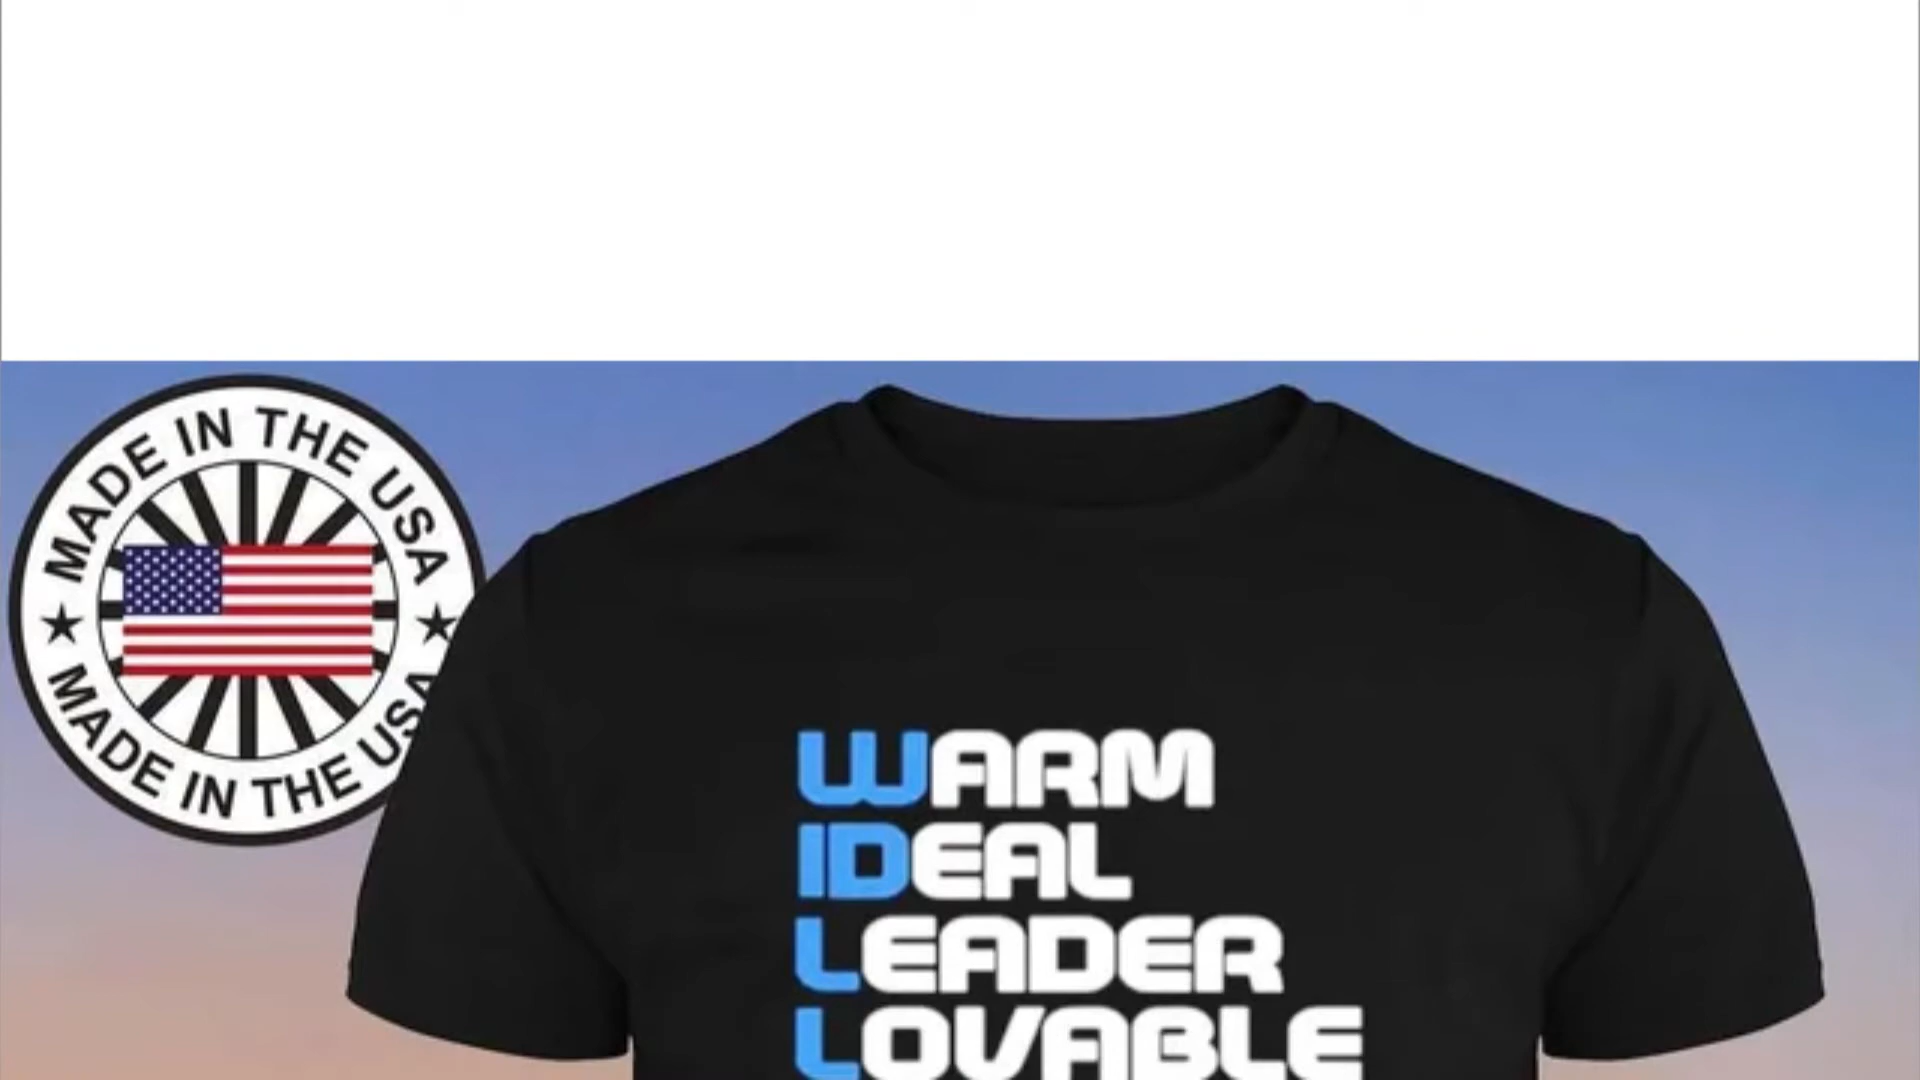 MADE IN THE USA
MADE IN THE USA
WARM
IDEAL
LEADER
LOVABLE